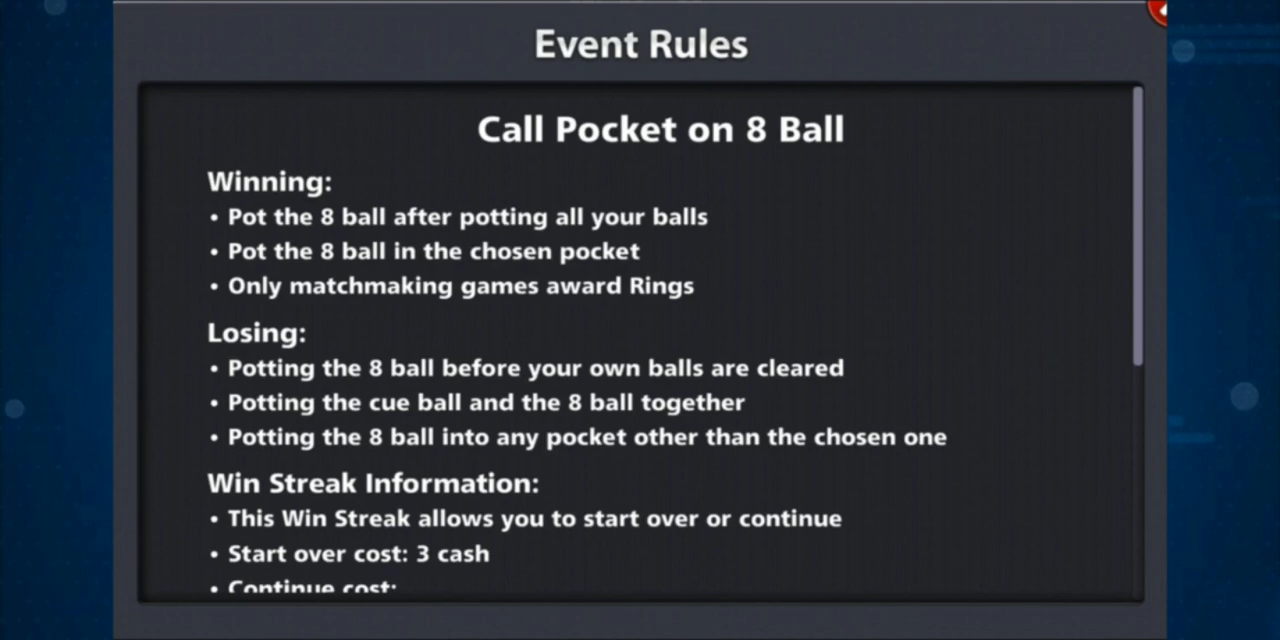 Event Rules
Call Pocket on 8 Ball
Winning:
• Pot the 8 ball after potting all your balls
• Pot the 8 ball in the chosen pocket
• Only matchmaking games award Rings
Losing:
• Potting the 8 ball before your own balls are cleared
• Potting the cue ball and the 8 ball together
• Potting the 8 ball into any pocket other than the chosen one
Win Streak Information:
• This Win Streak allows you to start over or continue
• Start over cost: 3 cash
• Continue cost: